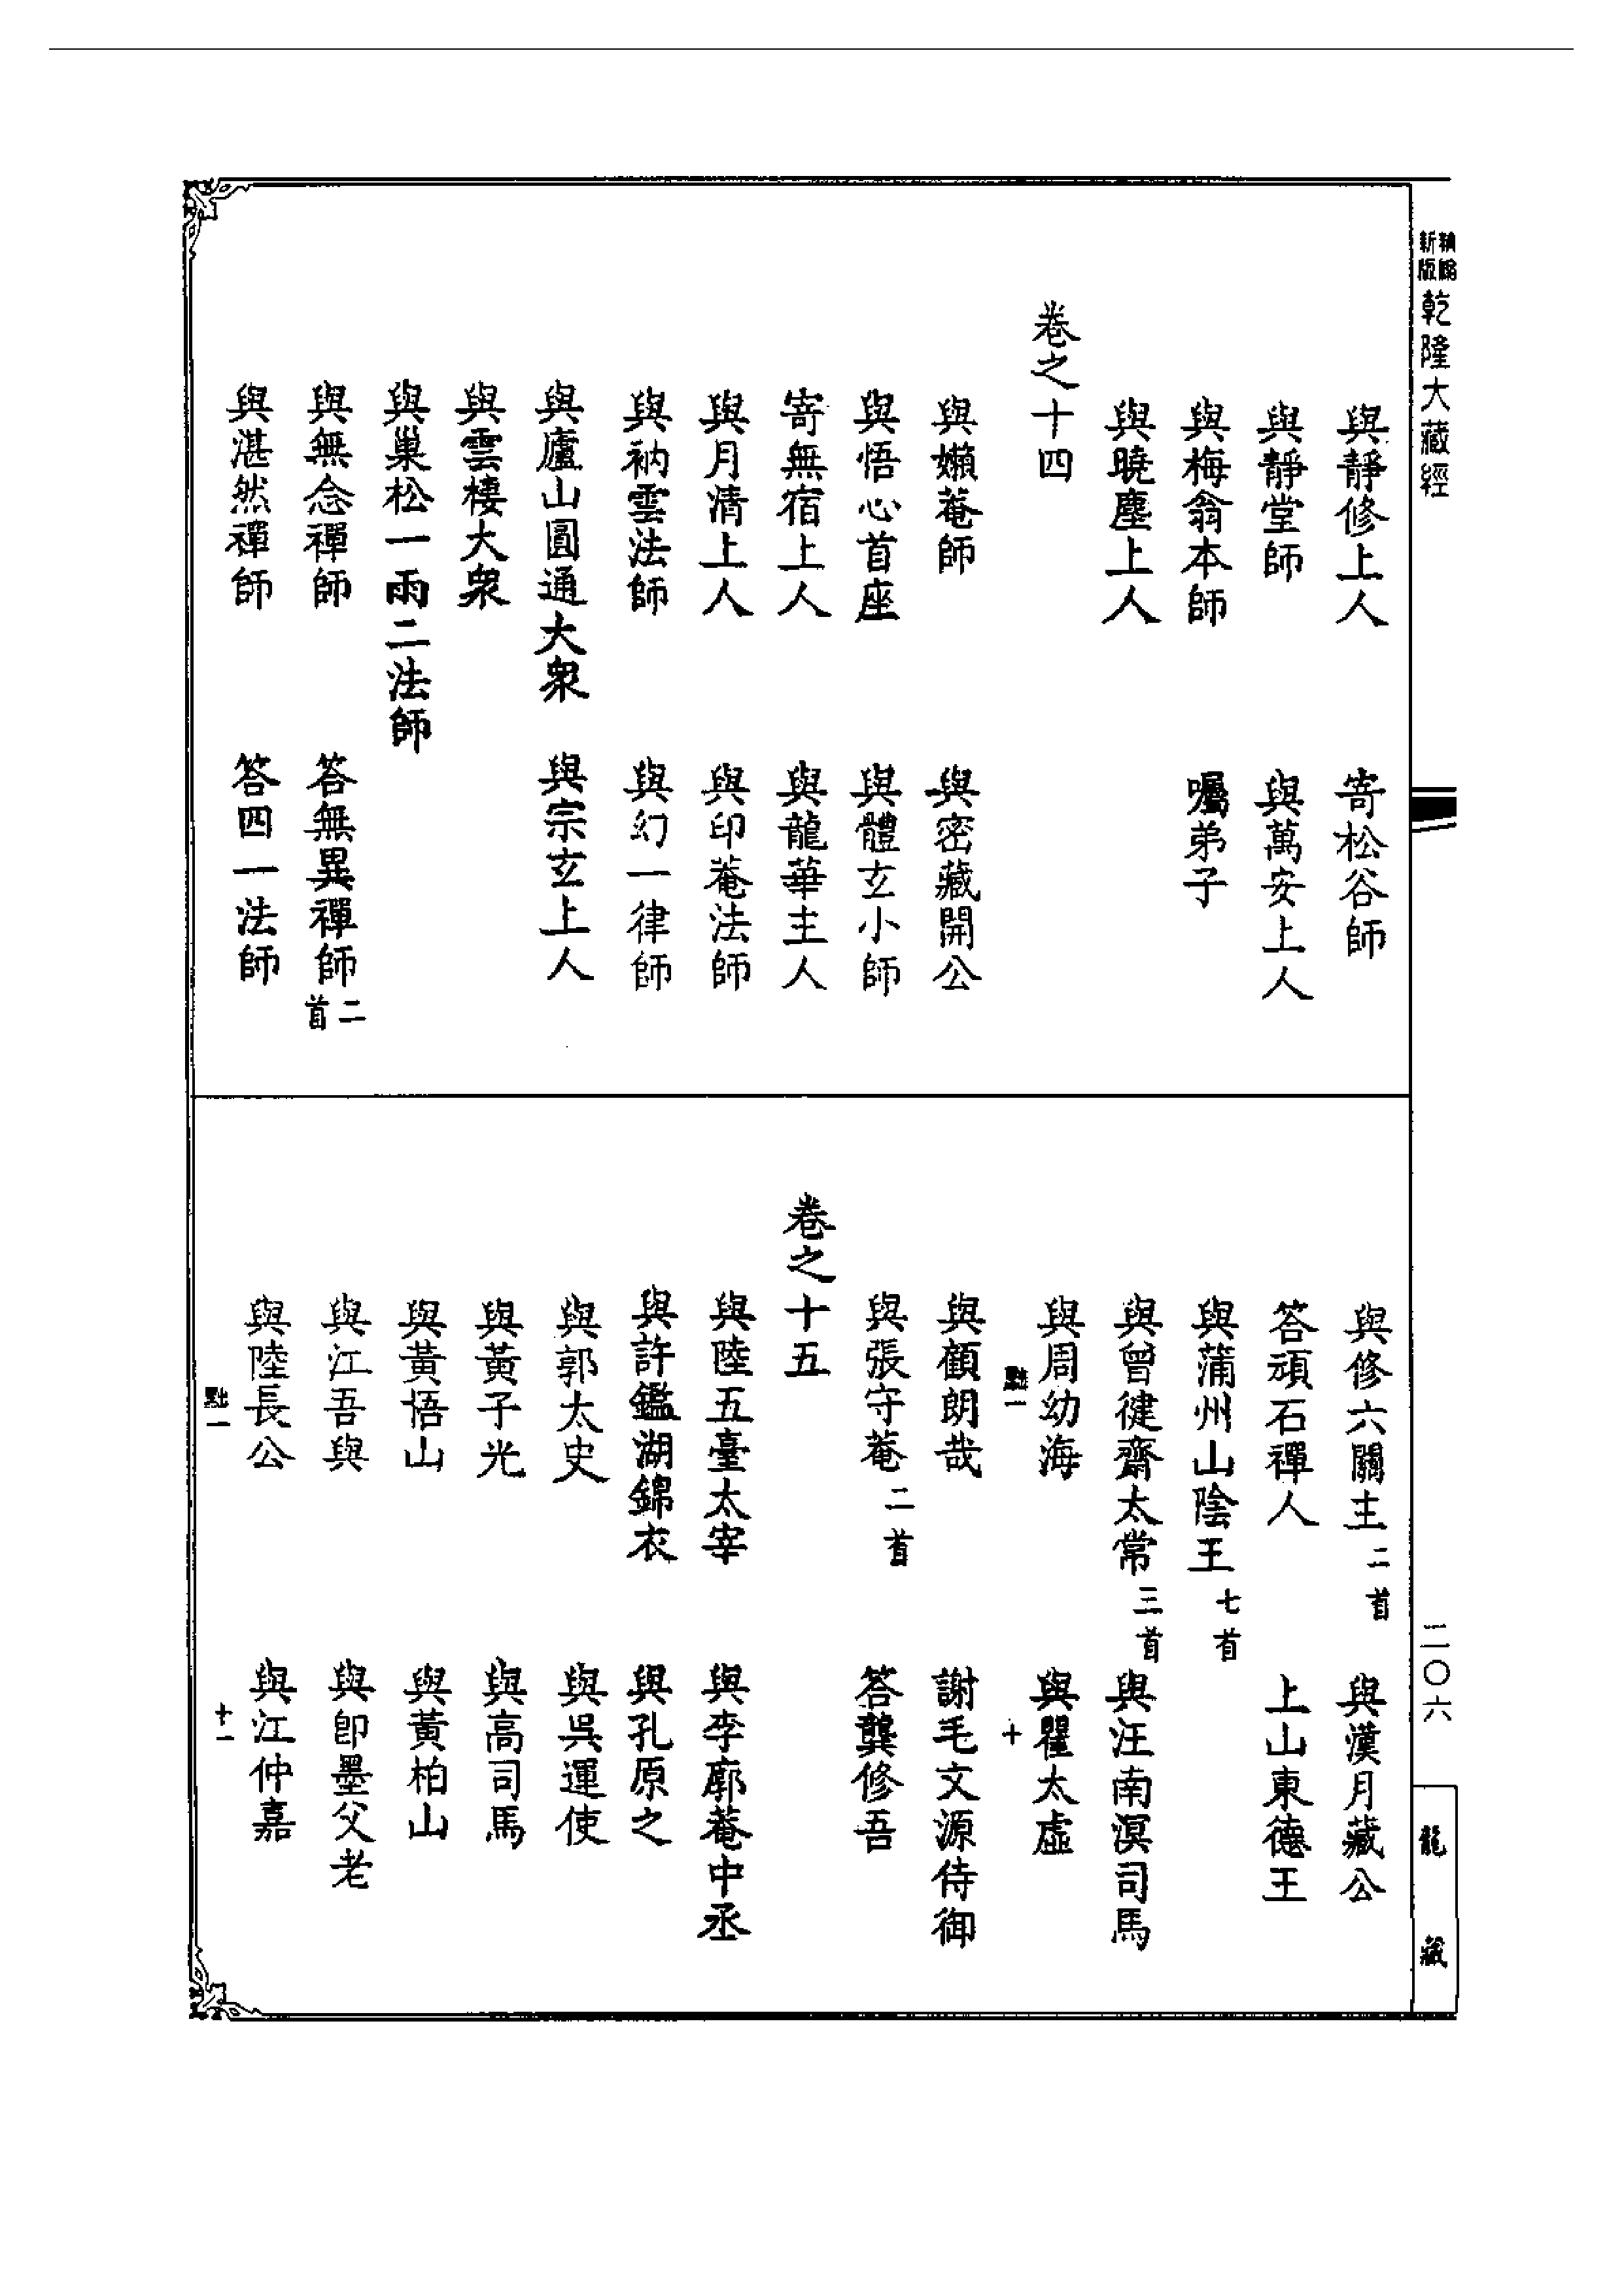 新版 精縮 乾隆大藏經
與靜修上人 寄松谷師
與靜堂師 與萬安上人
與梅翁本師 囑弟子
與曉塵上人
卷之十四
與嬾菴師 與密藏開公
與悟心首座 與體玄小師
寄無宿上人 與龍華主人
與月清上人 與印菴法師
與衲雲法師 與幻一律師
與廬山圓通大衆 與宗玄上人
與雲棲大衆
與巢松一雨二法師
與無念禪師 答無異禪師二首
與湛然禪師 答四一法師
二〇六
龍藏
與修六關主二首 與漢月藏公
答頑石禪人 上山東德王
與蒲州山陰王七首
與曾健齋太常三首 與汪南溟司馬
與周幼海 與瞿太虛
黜一 十
與顧朗哉 謝毛文源侍御
與張守菴二首 答龔修吾
卷之十五
與陸五臺太宰 與李廓菴中丞
與許鑑湖錦衣 與孔原之
與郭太史 與吳運使
與黃子光 與高司馬
與黃悟山 與黃柏山
與江吾與 與卽墨父老
與陸長公 與江仲嘉
黜一 十一